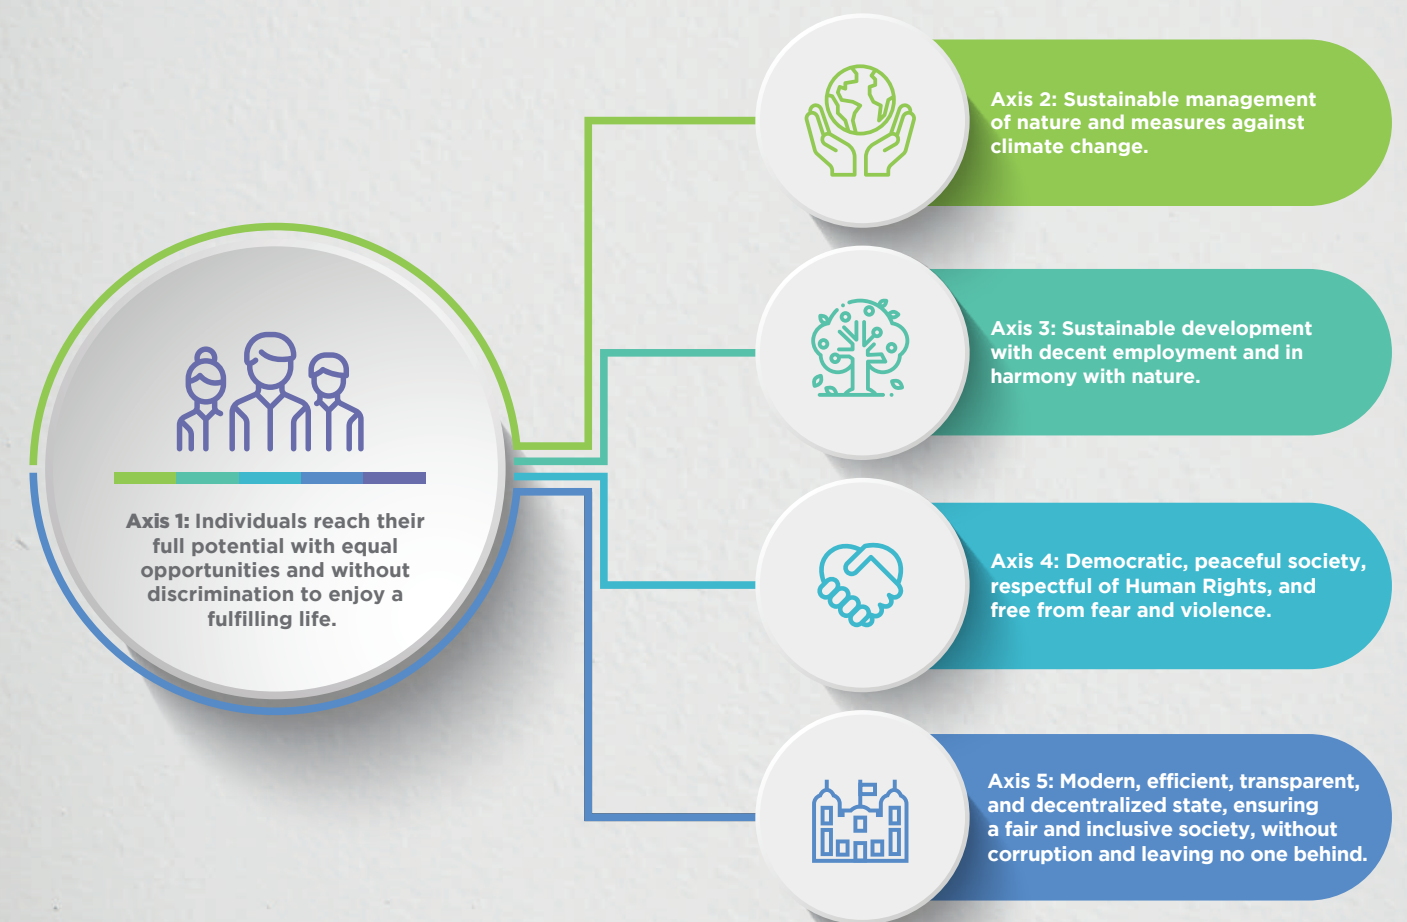 Axis 1: Individuals reach their
full potential with equal
opportunities and without
discrimination to enjoy a
fulfilling life.
Axis 2: Sustainable management
of nature and measures against
climate change.
Axis 3: Sustainable development
with decent employment and in
harmony with nature.
Axis 4: Democratic, peaceful society,
respectful of Human Rights, and
free from fear and violence.
Axis 5: Modern, efficient, transparent,
and decentralized state, ensuring
a fair and inclusive society, without
corruption and leaving no one behind.